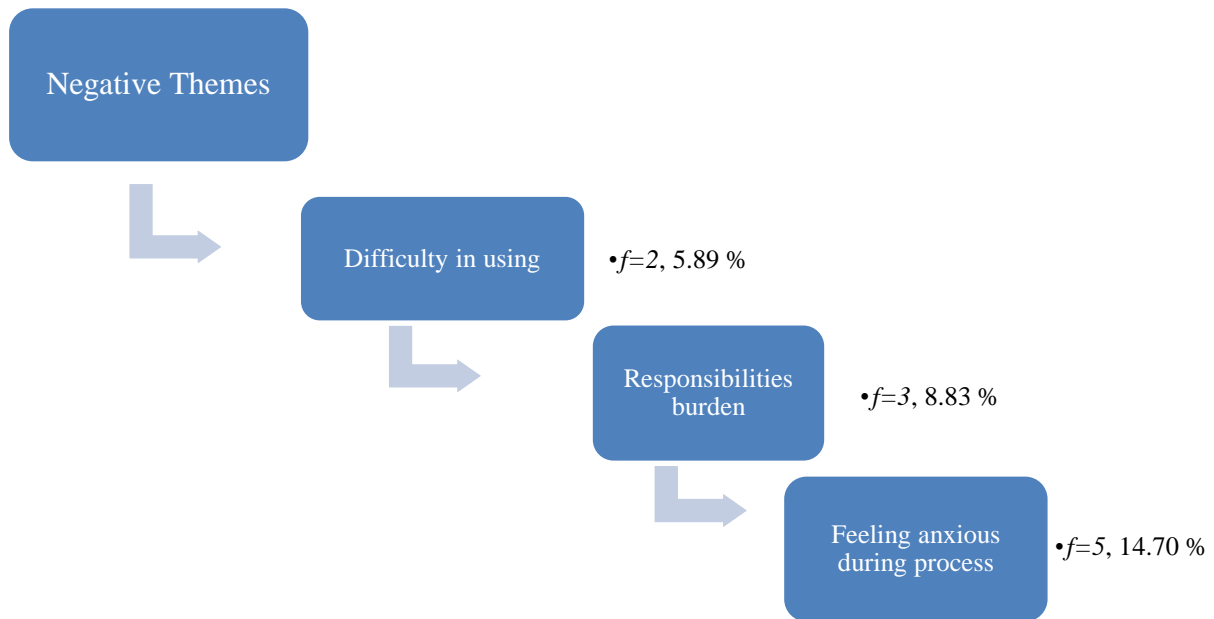 Negative Themes
Difficulty in using
•f=2, 5.89 %
Responsibilities
burden
•f=3, 8.83 %
Feeling anxious
during process
•f=5, 14.70 %